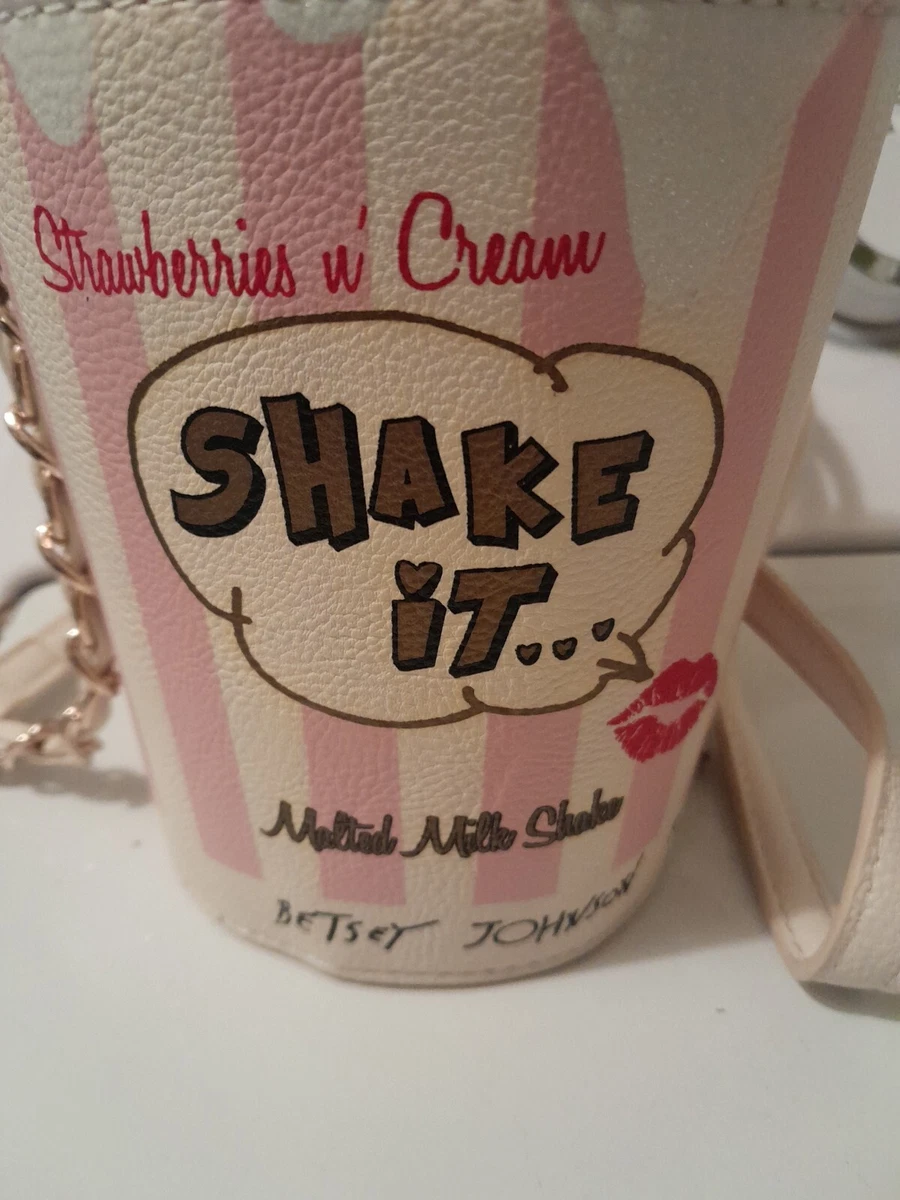 Strawberries n' Cream
SHAKE
iT...
Malted Milk Shake
BETSEY JOHNSON